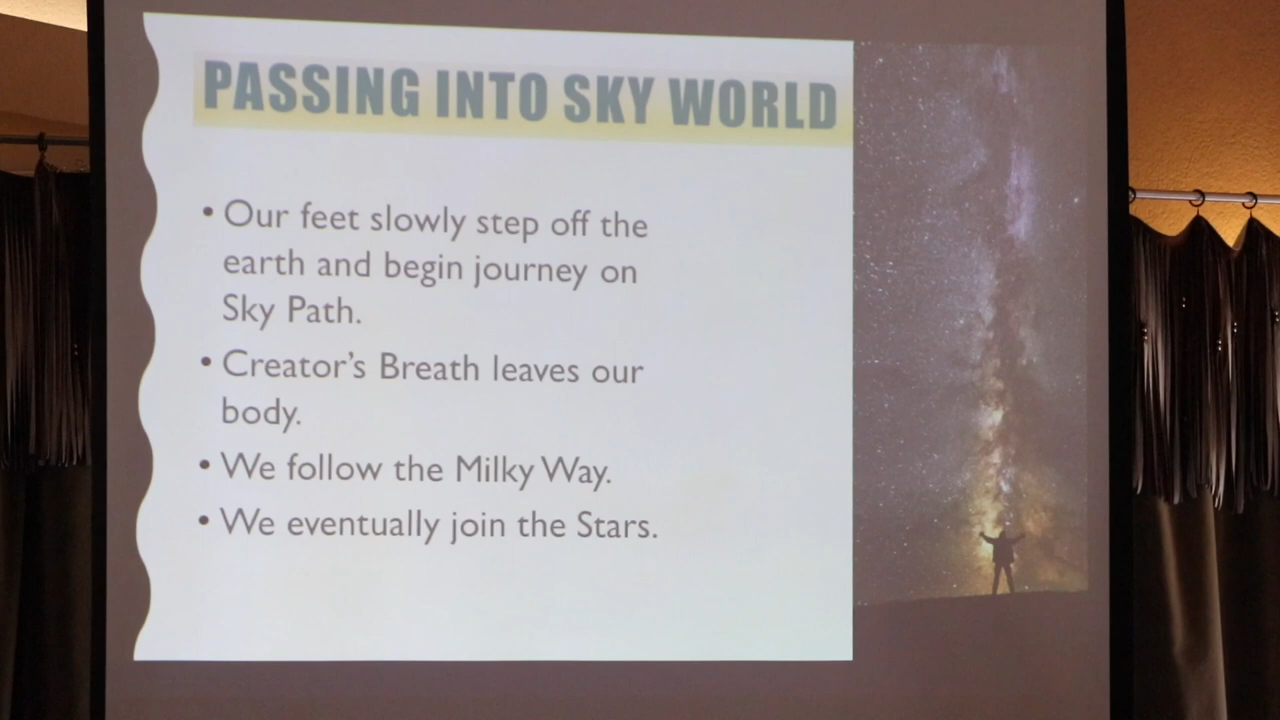 PASSING INTO SKY WORLD
• Our feet slowly step off the
earth and begin journey on
Sky Path.
• Creator's Breath leaves our
body.
• We follow the Milky Way.
• We eventually join the Stars.